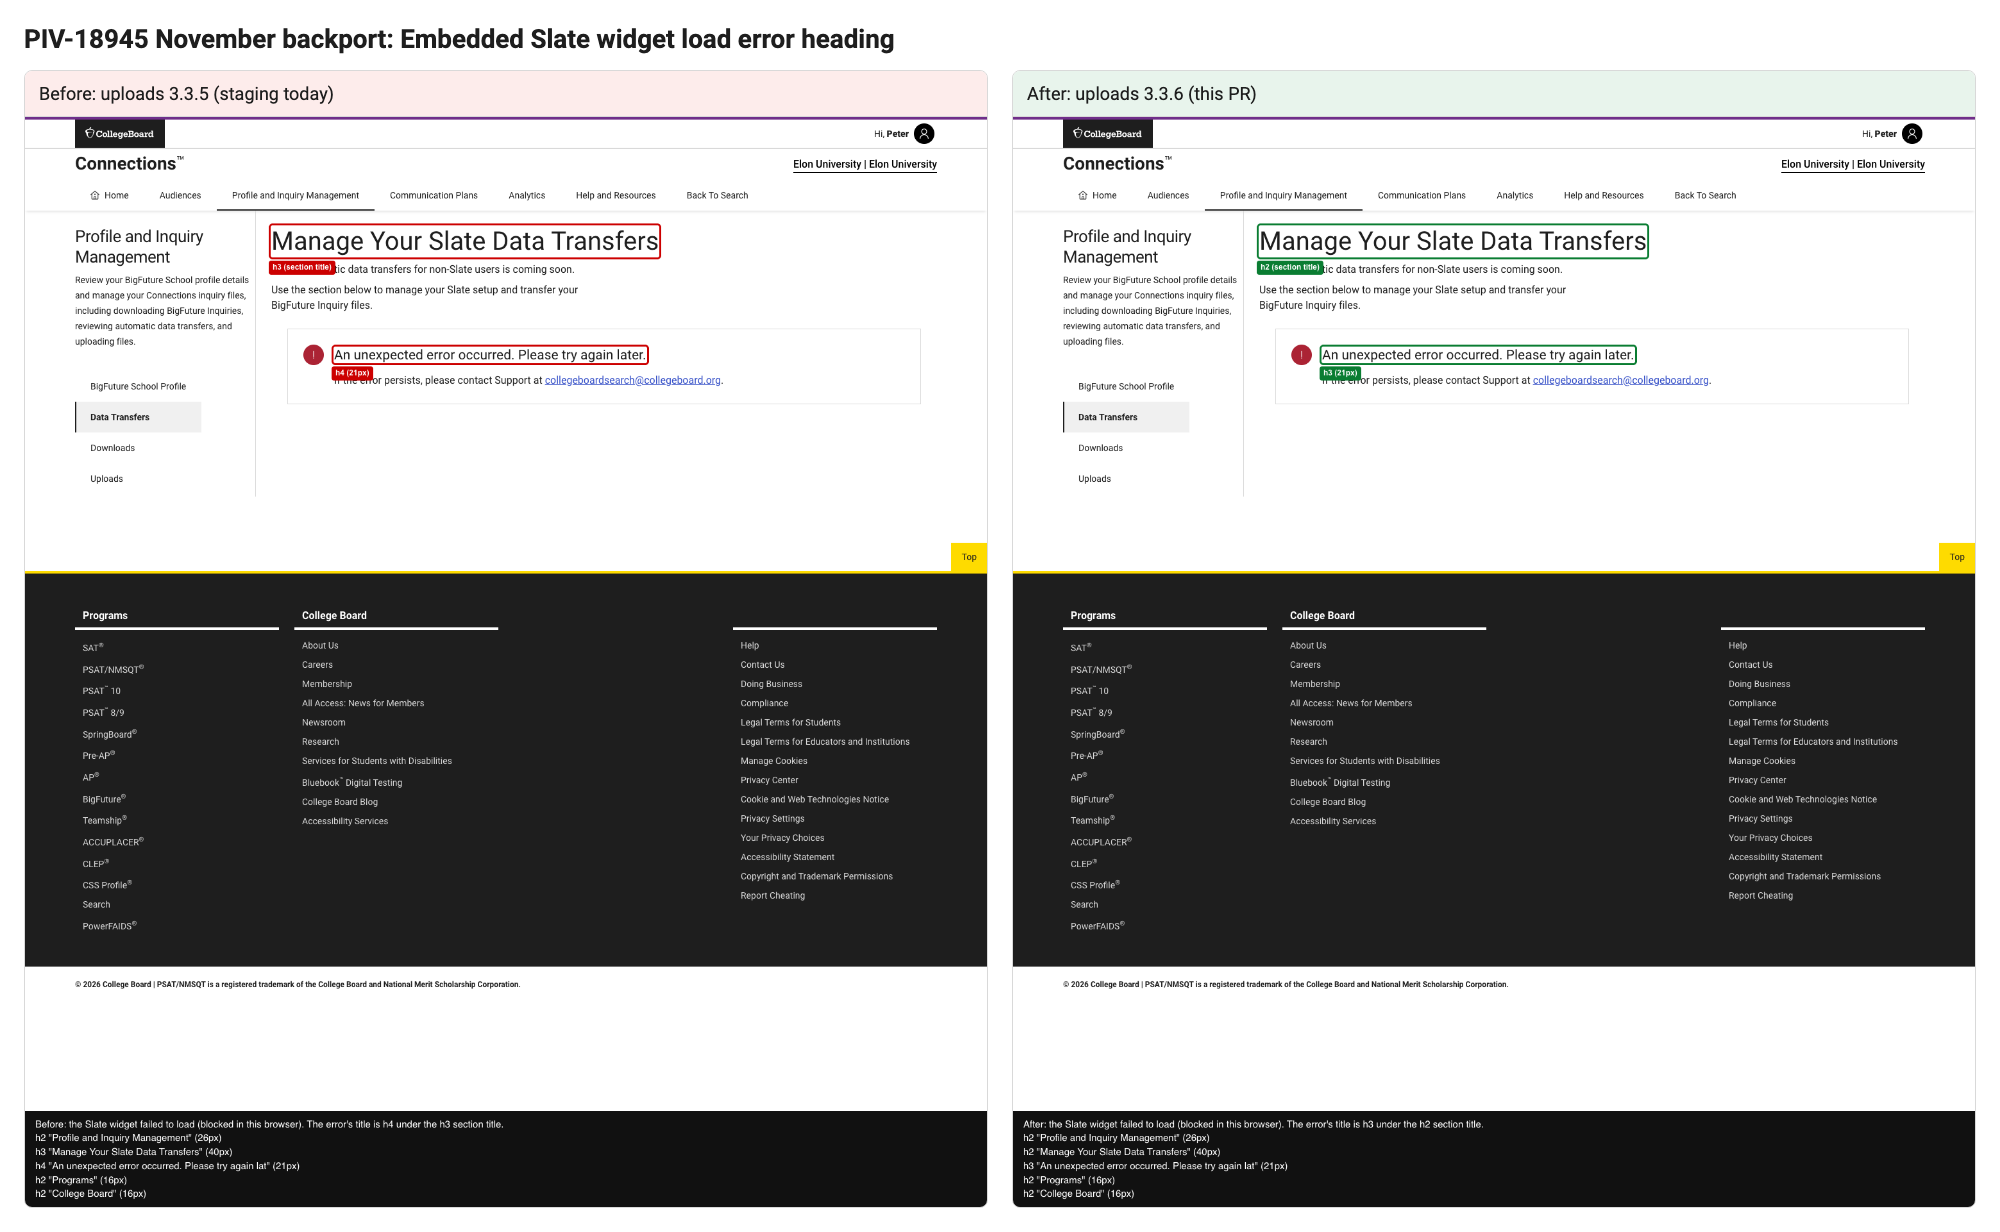 PIV-18945 November backport: Embedded Slate widget load error heading
Before: uploads 3.3.5 (staging today)
CollegeBoard
Hi, Peter
Connections™
Elon University | Elon University
Home
Audiences
Profile and Inquiry Management
Communication Plans
Analytics
Help and Resources
Back To Search
Profile and Inquiry
Management
Review your BigFuture School profile details
and manage your Connections inquiry files,
including downloading BigFuture Inquiries,
reviewing automatic data transfers, and
uploading files.
BigFuture School Profile
Data Transfers
Downloads
Uploads
Manage Your Slate Data Transfers
h3 (section title)
data transfers for non-Slate users is coming soon.
Use the section below to manage your Slate setup and transfer your
BigFuture Inquiry files.
An unexpected error occurred. Please try again later.
h4 (21px)
persists, please contact Support at collegeboardsearch@collegeboard.org.
Top
Programs
SAT®
PSAT/NMSQT®
PSAT™ 10
PSAT™ 8/9
SpringBoard®
Pre-AP®
AP®
BigFuture®
Teamship®
ACCUPLACER®
CLEP®
CSS Profile®
Search
PowerFAIDS®
College Board
About Us
Careers
Membership
All Access: News for Members
Newsroom
Research
Services for Students with Disabilities
Bluebook™ Digital Testing
College Board Blog
Accessibility Services
Help
Contact Us
Doing Business
Compliance
Legal Terms for Students
Legal Terms for Educators and Institutions
Manage Cookies
Privacy Center
Cookie and Web Technologies Notice
Privacy Settings
Your Privacy Choices
Accessibility Statement
Copyright and Trademark Permissions
Report Cheating
© 2026 College Board | PSAT/NMSQT is a registered trademark of the College Board and National Merit Scholarship Corporation.
Before: the Slate widget failed to load (blocked in this browser). The error's title is h4 under the h3 section title.
h2 "Profile and Inquiry Management" (26px)
h3 "Manage Your Slate Data Transfers" (40px)
h4 "An unexpected error occurred. Please try again lat" (21px)
h2 "Programs" (16px)
h2 "College Board" (16px)
After: uploads 3.3.6 (this PR)
CollegeBoard
Hi, Peter
Connections™
Elon University | Elon University
Home
Audiences
Profile and Inquiry Management
Communication Plans
Analytics
Help and Resources
Back To Search
Profile and Inquiry
Management
Review your BigFuture School profile details
and manage your Connections inquiry files,
including downloading BigFuture Inquiries,
reviewing automatic data transfers, and
uploading files.
BigFuture School Profile
Data Transfers
Downloads
Uploads
Manage Your Slate Data Transfers
h2 (section title)
data transfers for non-Slate users is coming soon.
Use the section below to manage your Slate setup and transfer your
BigFuture Inquiry files.
An unexpected error occurred. Please try again later.
h3 (21px)
persists, please contact Support at collegeboardsearch@collegeboard.org.
Top
Programs
SAT®
PSAT/NMSQT®
PSAT™ 10
PSAT™ 8/9
SpringBoard®
Pre-AP®
AP®
BigFuture®
Teamship®
ACCUPLACER®
CLEP®
CSS Profile®
Search
PowerFAIDS®
College Board
About Us
Careers
Membership
All Access: News for Members
Newsroom
Research
Services for Students with Disabilities
Bluebook™ Digital Testing
College Board Blog
Accessibility Services
Help
Contact Us
Doing Business
Compliance
Legal Terms for Students
Legal Terms for Educators and Institutions
Manage Cookies
Privacy Center
Cookie and Web Technologies Notice
Privacy Settings
Your Privacy Choices
Accessibility Statement
Copyright and Trademark Permissions
Report Cheating
© 2026 College Board | PSAT/NMSQT is a registered trademark of the College Board and National Merit Scholarship Corporation.
After: the Slate widget failed to load (blocked in this browser). The error's title is h3 under the h2 section title.
h2 "Profile and Inquiry Management" (26px)
h2 "Manage Your Slate Data Transfers" (40px)
h3 "An unexpected error occurred. Please try again lat" (21px)
h2 "Programs" (16px)
h2 "College Board" (16px)